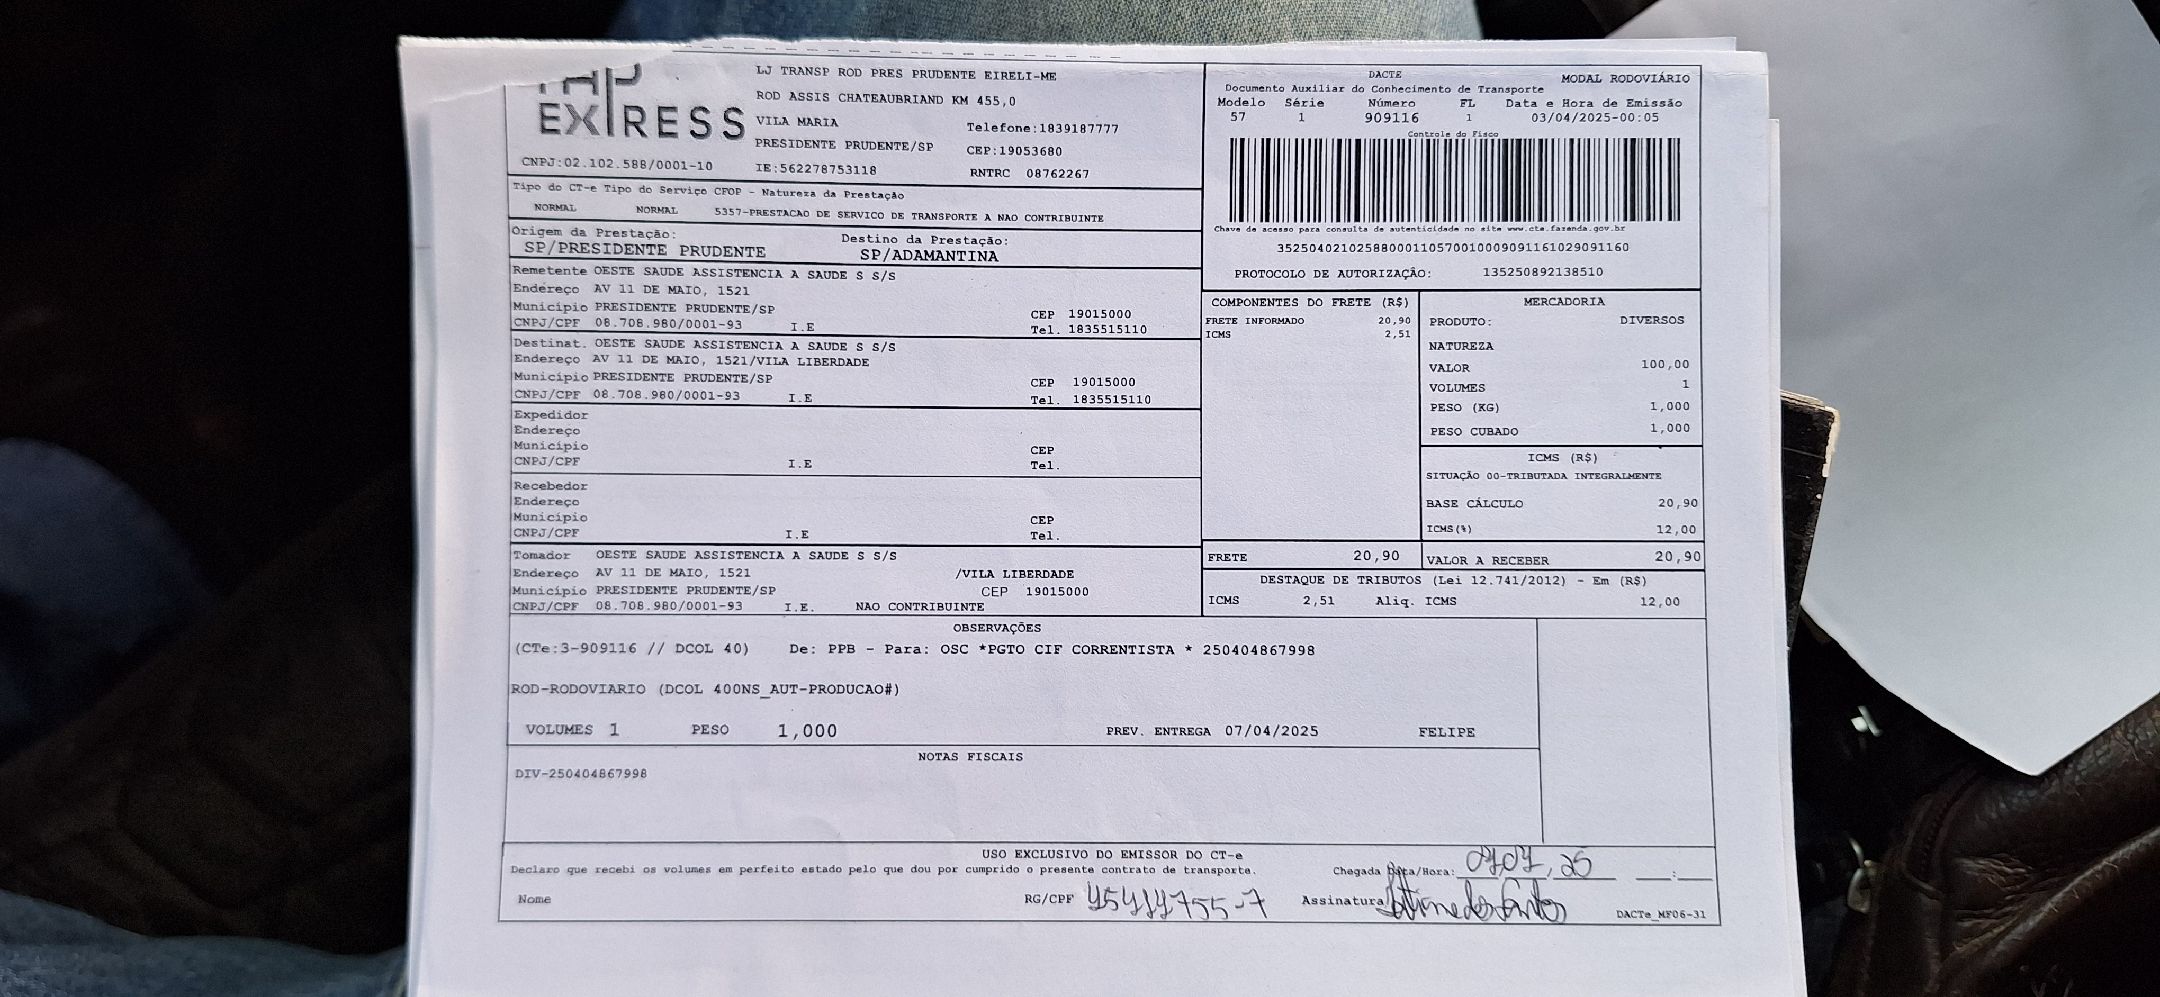 EXPRESS
LJ TRANSP ROD PRES PRUDENTE EIRELI-ME
ROD ASSIS CHATEAUBRIAND KM 455,0
VILA MARIA Telefone:1839187777
PRESIDENTE PRUDENTE/SP CEP:19053680
CNPJ:02.102.588/0001-10 IE:562278753118 RNTRC 08762267
DACTE MODAL RODOVIÁRIO
Documento Auxiliar do Conhecimento de Transporte
Modelo Série Número FL Data e Hora de Emissão
57 1 909116 1 03/04/2025-00:05
Controle do Fisco
Chave de acesso para consulta de autenticidade no site www.cte.fazenda.gov.br
35250402102588000110570010009091161029091160
PROTOCOLO DE AUTORIZAÇÃO: 135250892138510
Tipo do CT-e Tipo do Serviço CFOP - Natureza da Prestação
NORMAL NORMAL 5357-PRESTACAO DE SERVICO DE TRANSPORTE A NAO CONTRIBUINTE
Origem da Prestação: Destino da Prestação:
SP/PRESIDENTE PRUDENTE SP/ADAMANTINA
Remetente OESTE SAUDE ASSISTENCIA A SAUDE S S/S
Endereço AV 11 DE MAIO, 1521
Município PRESIDENTE PRUDENTE/SP CEP 19015000
CNPJ/CPF 08.708.980/0001-93 I.E Tel. 1835515110
Destinat. OESTE SAUDE ASSISTENCIA A SAUDE S S/S
Endereço AV 11 DE MAIO, 1521/VILA LIBERDADE
Município PRESIDENTE PRUDENTE/SP CEP 19015000
CNPJ/CPF 08.708.980/0001-93 I.E Tel. 1835515110
Expedidor
Endereço
Município CEP
CNPJ/CPF I.E Tel.
Recebedor
Endereço
Município CEP
CNPJ/CPF I.E Tel.
Tomador OESTE SAUDE ASSISTENCIA A SAUDE S S/S
Endereço AV 11 DE MAIO, 1521 /VILA LIBERDADE
Município PRESIDENTE PRUDENTE/SP CEP 19015000
CNPJ/CPF 08.708.980/0001-93 I.E. NAO CONTRIBUINTE
COMPONENTES DO FRETE (R$)
FRETE INFORMADO 20,90
ICMS 2,51
MERCADORIA
PRODUTO: DIVERSOS
NATUREZA
VALOR 100,00
VOLUMES 1
PESO (KG) 1,000
PESO CUBADO 1,000
ICMS (R$)
SITUAÇÃO 00-TRIBUTADA INTEGRALMENTE
BASE CÁLCULO 20,90
ICMS(%) 12,00
FRETE 20,90 VALOR A RECEBER 20,90
DESTAQUE DE TRIBUTOS (Lei 12.741/2012) - Em (R$)
ICMS 2,51 Aliq. ICMS 12,00
OBSERVAÇÕES
(CTe:3-909116 // DCOL 40) De: PPB - Para: OSC *PGTO CIF CORRENTISTA * 250404867998
ROD-RODOVIARIO (DCOL 400NS_AUT-PRODUCAO#)
VOLUMES 1 PESO 1,000 PREV. ENTREGA 07/04/2025 FELIPE
NOTAS FISCAIS
DIV-250404867998
USO EXCLUSIVO DO EMISSOR DO CT-e
Declaro que recebi os volumes em perfeito estado pelo que dou por cumprido o presente contrato de transporte. Chegada Data/Hora:
Nome RG/CPF Assinatura DACTe_MF06-31